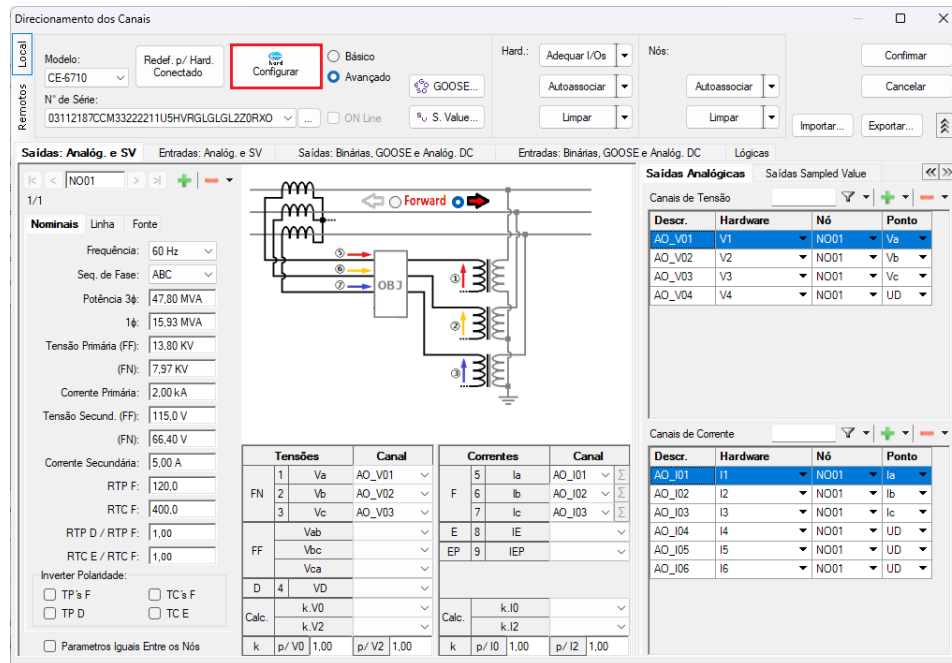 Direcionamento dos Canais
Local
Remotos
Modelo:
CE-6710
Redef. p/ Hard.
Conectado
hard
Configurar
Básico
Avançado
N° de Série:
03112187CCM33222211U5HVRGLGLGL2Z0RXO
...
ON Line
GOOSE...
S. Value...
Hard.:
Adequar I/Os
Autoassociar
Limpar
Nós:
Autoassociar
Limpar
Importar...
Exportar...
Confirmar
Cancelar
Saídas: Analóg. e SV
Entradas: Analóg. e SV
Saídas: Binárias, GOOSE e Analóg. DC
Entradas: Binárias, GOOSE e Analóg. DC
Lógicas
NO01
1/1
Nominais
Linha
Fonte
Frequência:
60 Hz
Seq. de Fase:
ABC
Potência 3ϕ:
47,80 MVA
1ϕ:
15,93 MVA
Tensão Primária (FF):
13,80 KV
(FN):
7,97 KV
Corrente Primária:
2,00 kA
Tensão Secund. (FF):
115,0 V
(FN):
66,40 V
Corrente Secundária:
5,00 A
RTP F:
120,0
RTC F:
400,0
RTP D / RTP F:
1,00
RTC E / RTC F:
1,00
Inverter Polaridade:
TP's F
TC's F
TP D
TC E
Parametros Iguais Entre os Nós
Forward
⑤
⑥
⑦
OBJ
①
②
③
Tensões Canal
FN
1 Va AO_V01
2 Vb AO_V02
3 Vc AO_V03
FF
Vab
Vbc
Vca
D 4 VD
Calc.
k.V0
k.V2
k p/ V0 1,00 p/ V2 1,00
Correntes Canal
F
5 Ia AO_I01 Σ
6 Ib AO_I02 Σ
7 Ic AO_I03 Σ
E 8 IE
EP 9 IEP
Calc.
k.I0
k.I2
k p/ I0 1,00 p/ I2 1,00
Saídas Analógicas
Saídas Sampled Value
Canais de Tensão
Descr. Hardware Nó Ponto
AO_V01 V1 NO01 Va
AO_V02 V2 NO01 Vb
AO_V03 V3 NO01 Vc
AO_V04 V4 NO01 UD
Canais de Corrente
Descr. Hardware Nó Ponto
AO_I01 I1 NO01 Ia
AO_I02 I2 NO01 Ib
AO_I03 I3 NO01 Ic
AO_I04 I4 NO01 UD
AO_I05 I5 NO01 UD
AO_I06 I6 NO01 UD